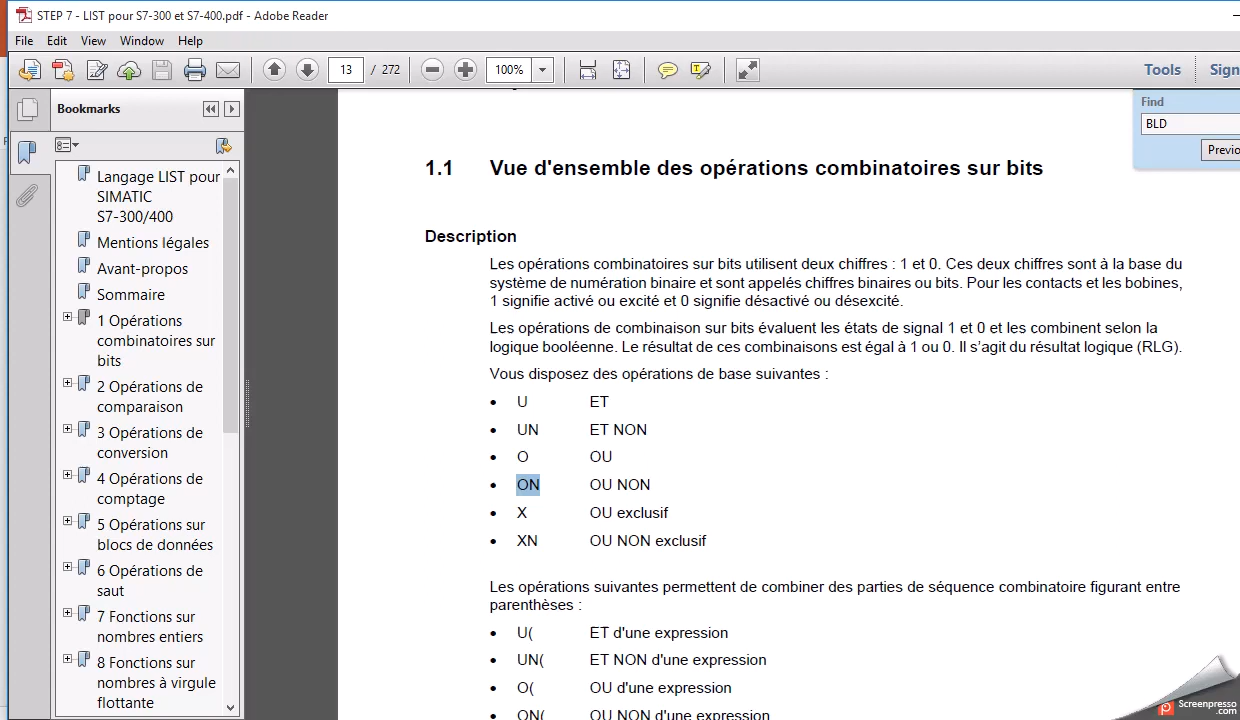 STEP 7 - LIST pour S7-300 et S7-400.pdf - Adobe Reader
File Edit View Window Help
13 / 272 100% Tools Sign
Bookmarks
Langage LIST pour
SIMATIC
S7-300/400
Mentions légales
Avant-propos
Sommaire
1 Opérations
combinatoires sur
bits
2 Opérations de
comparaison
3 Opérations de
conversion
4 Opérations de
comptage
5 Opérations sur
blocs de données
6 Opérations de
saut
7 Fonctions sur
nombres entiers
8 Fonctions sur
nombres à virgule
flottante
Find
BLD
Previo
1.1 Vue d'ensemble des opérations combinatoires sur bits
Description
Les opérations combinatoires sur bits utilisent deux chiffres : 1 et 0. Ces deux chiffres sont à la base du
système de numération binaire et sont appelés chiffres binaires ou bits. Pour les contacts et les bobines,
1 signifie activé ou excité et 0 signifie désactivé ou désexcité.
Les opérations de combinaison sur bits évaluent les états de signal 1 et 0 et les combinent selon la
logique booléenne. Le résultat de ces combinaisons est égal à 1 ou 0. Il s’agit du résultat logique (RLG).
Vous disposez des opérations de base suivantes :
• U ET
• UN ET NON
• O OU
• ON OU NON
• X OU exclusif
• XN OU NON exclusif
Les opérations suivantes permettent de combiner des parties de séquence combinatoire figurant entre
parenthèses :
• U( ET d'une expression
• UN( ET NON d'une expression
• O( OU d'une expression
• ON( OU NON d'une expression
Screenpresso
.com